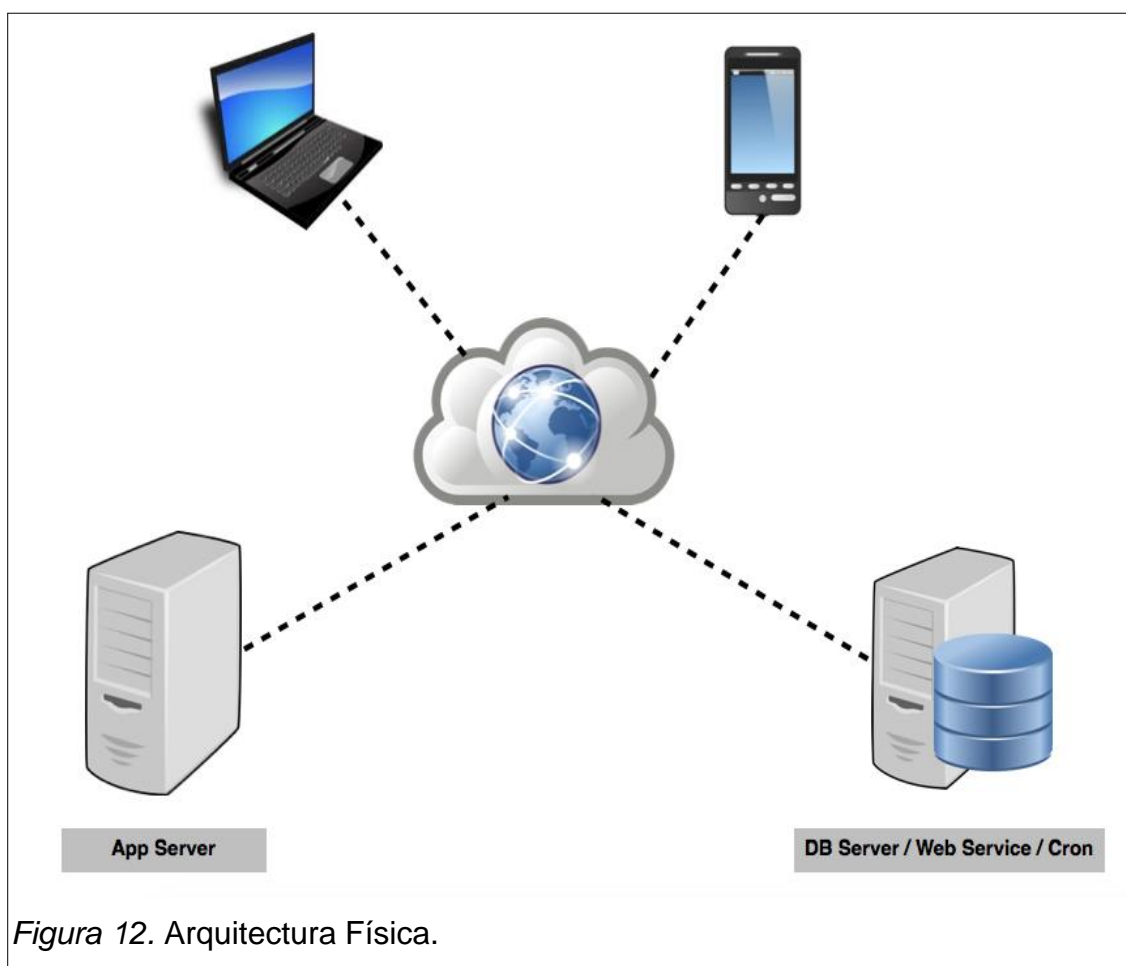 App Server
DB Server / Web Service / Cron
Figura 12. Arquitectura Física.